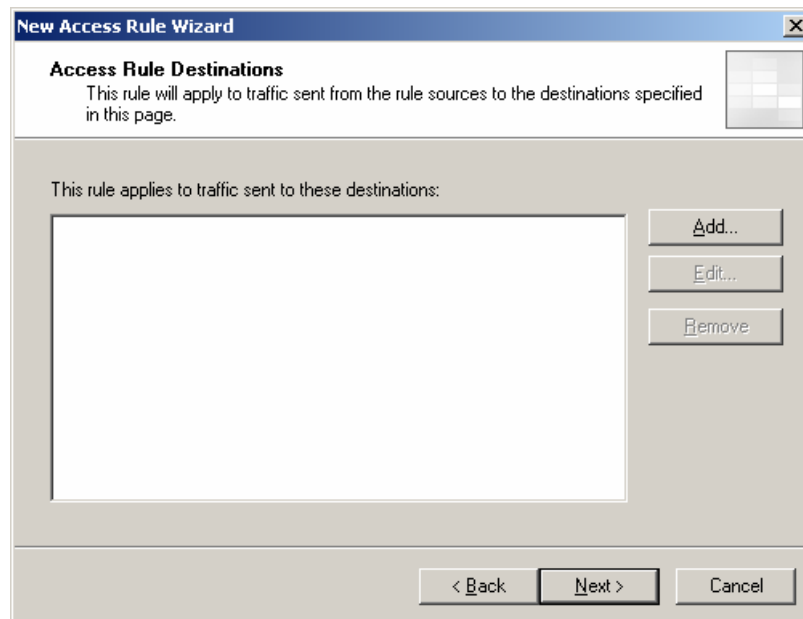 New Access Rule Wizard
Access Rule Destinations
This rule will apply to traffic sent from the rule sources to the destinations specified
in this page.
This rule applies to traffic sent to these destinations:
Add...
Edit...
Remove
< Back
Next >
Cancel